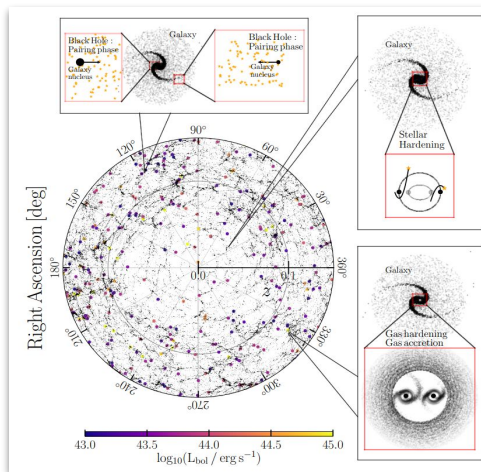 Black Hole :
Pairing phase
Galaxy
nucleus
Galaxy
Black Hole :
Pairing phase
Galaxy
nucleus
Galaxy
Stellar
Hardening
Galaxy
Gas hardening
Gas accretion
Right Ascension [deg]
90°
60°
30°
360°
330°
300°
270°
240°
210°
180°
150°
120°
0.0
0.1
z
43.0 43.5 44.0 44.5 45.0
log₁₀(L_bol / erg s⁻¹)